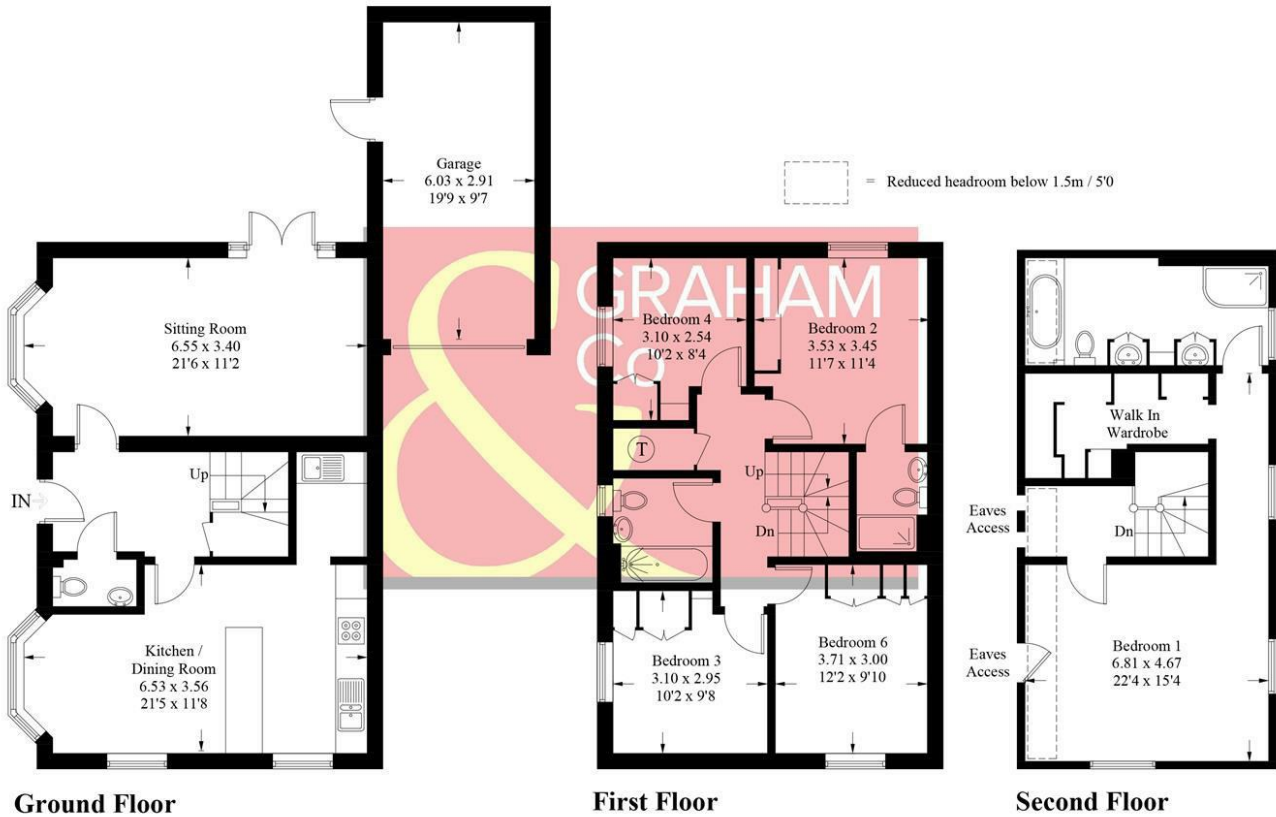 Garage
6.03 x 2.91
19'9 x 9'7
= Reduced headroom below 1.5m / 5'0
Sitting Room
6.55 x 3.40
21'6 x 11'2
IN
Up
Kitchen /
Dining Room
6.53 x 3.56
21'5 x 11'8
Ground Floor
&
GRAHAM
Co
Bedroom 4
3.10 x 2.54
10'2 x 8'4
Bedroom 2
3.53 x 3.45
11'7 x 11'4
T
Up
Dn
Bedroom 3
3.10 x 2.95
10'2 x 9'8
Bedroom 6
3.71 x 3.00
12'2 x 9'10
First Floor
Walk In
Wardrobe
Eaves
Access
Dn
Eaves
Access
Bedroom 1
6.81 x 4.67
22'4 x 15'4
Second Floor